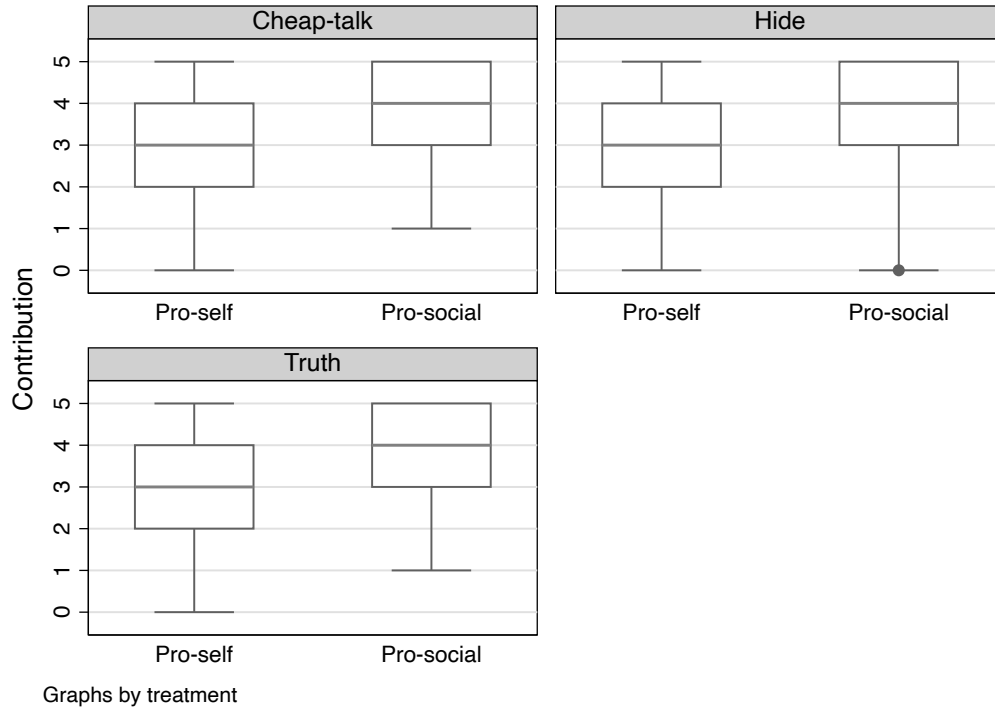 Cheap-talk
Hide
Contribution
5
4
3
2
1
0
Pro-self Pro-social
Pro-self Pro-social
Truth
5
4
3
2
1
0
Pro-self Pro-social
Graphs by treatment